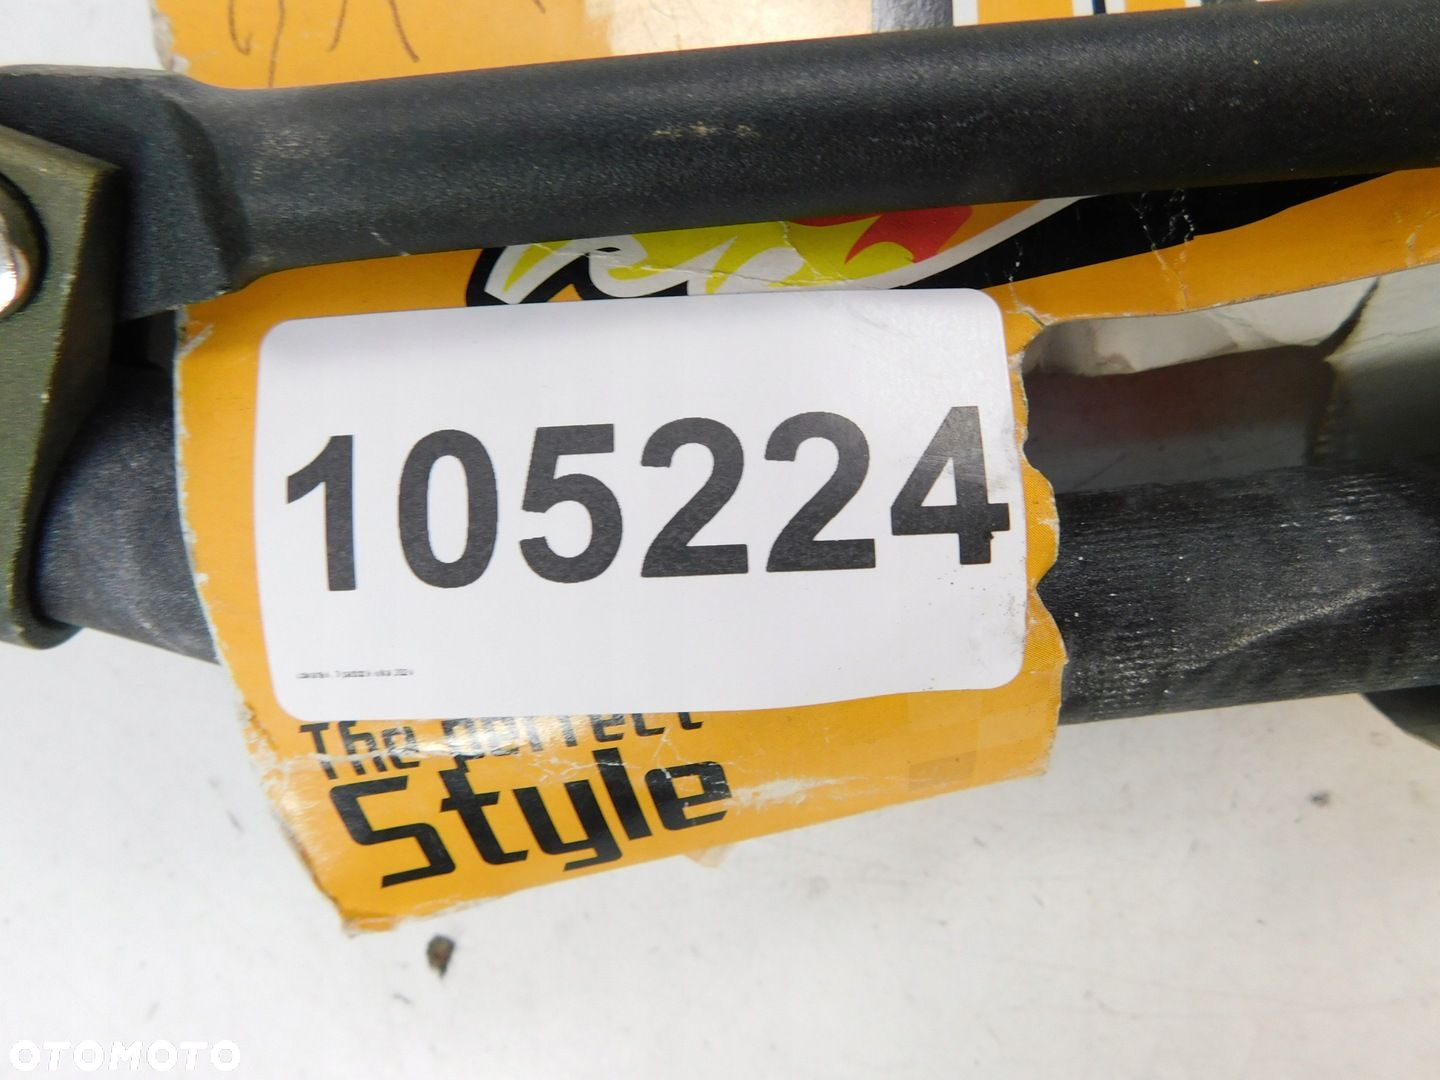 105224
The perfect
Style
OTOMOTO